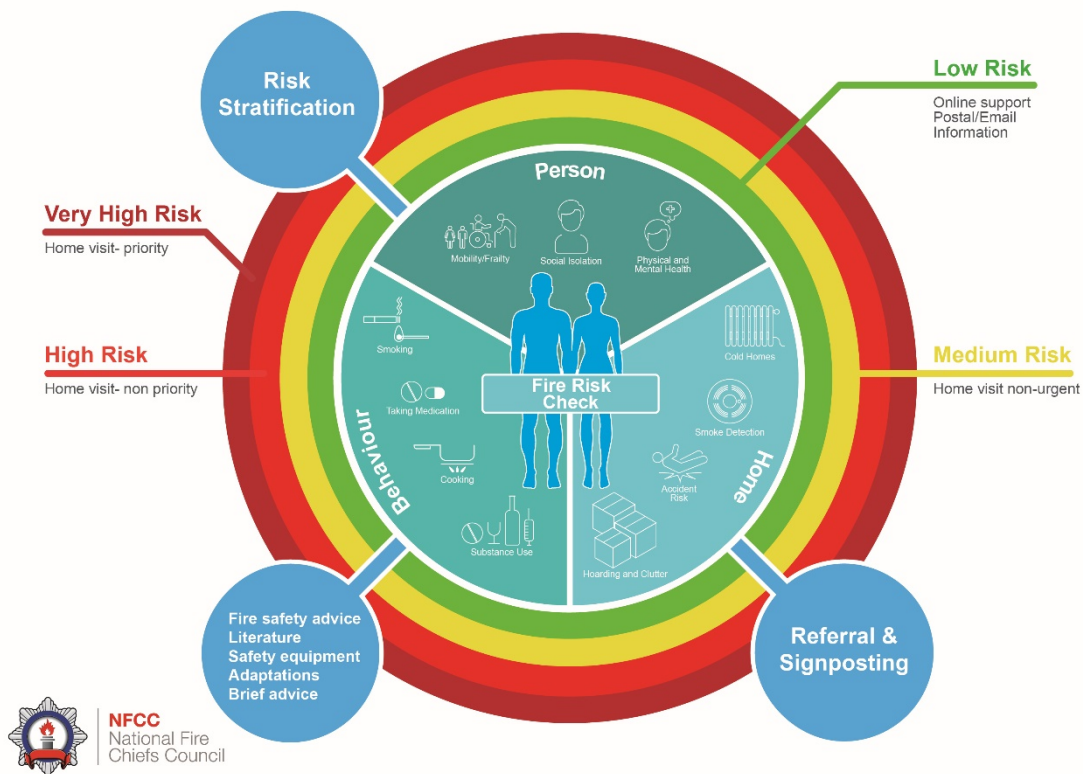 Risk
Stratification
Low Risk
Online support
Postal/Email
Information
Very High Risk
Home visit- priority
High Risk
Home visit- non priority
Medium Risk
Home visit non-urgent
Person
Mobility/Frailty
Social Isolation
Physical and
Mental Health
Behaviour
Smoking
Taking Medication
Cooking
Substance Use
Fire Risk
Check
Home
Cold Homes
Smoke Detection
Accident
Risk
Hoarding and Clutter
Fire safety advice
Literature
Safety equipment
Adaptations
Brief advice
Referral &
Signposting
NFCC
National Fire
Chiefs Council